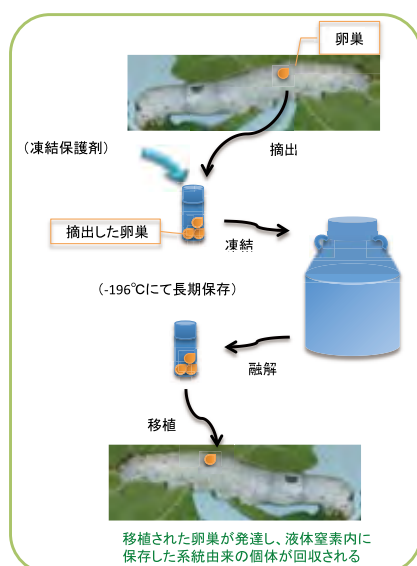 卵巣
(凍結保護剤)
摘出
摘出した卵巣
凍結
(-196℃にて長期保存)
融解
移植
移植された卵巣が発達し、液体窒素内に
保存した系統由来の個体が回収される